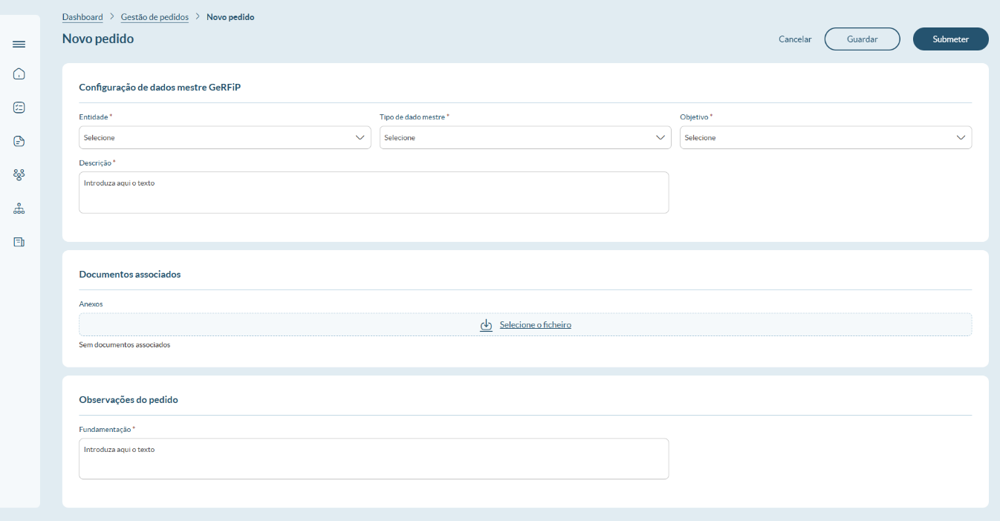 Dashboard > Gestão de pedidos > Novo pedido
Novo pedido
Cancelar
Guardar
Submeter
Configuração de dados mestre GeRFiP
Entidade *
Tipo de dado mestre *
Objetivo *
Selecione
Selecione
Selecione
Descrição *
Introduza aqui o texto
Documentos associados
Anexos
Selecione o ficheiro
Sem documentos associados
Observações do pedido
Fundamentação *
Introduza aqui o texto